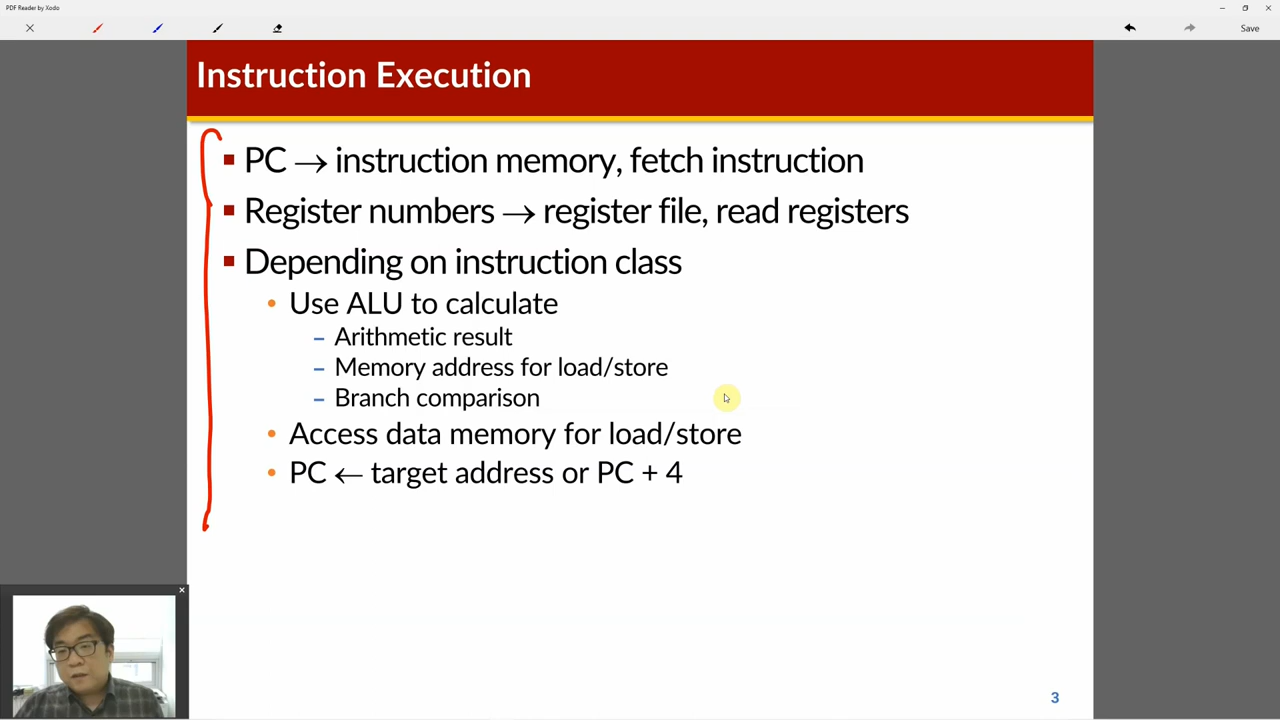 PDF Reader by Xodo
Save
Instruction Execution
PC → instruction memory, fetch instruction
Register numbers → register file, read registers
Depending on instruction class
Use ALU to calculate
– Arithmetic result
– Memory address for load/store
– Branch comparison
Access data memory for load/store
PC ← target address or PC + 4
3